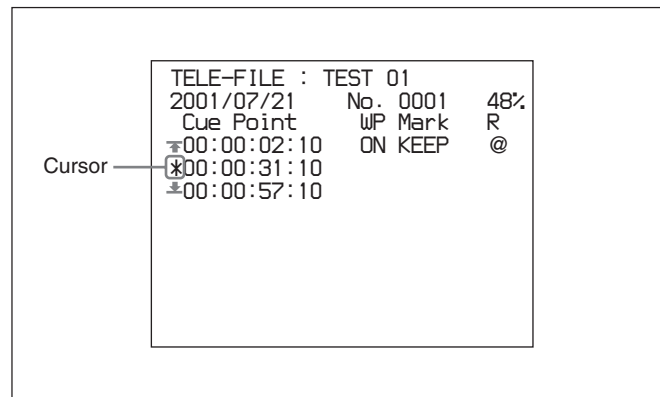 TELE-FILE : TEST 01
2001/07/21 No. 0001 48%
Cue Point WP Mark R
00:00:02:10 ON KEEP @
Cursor *00:00:31:10
00:00:57:10